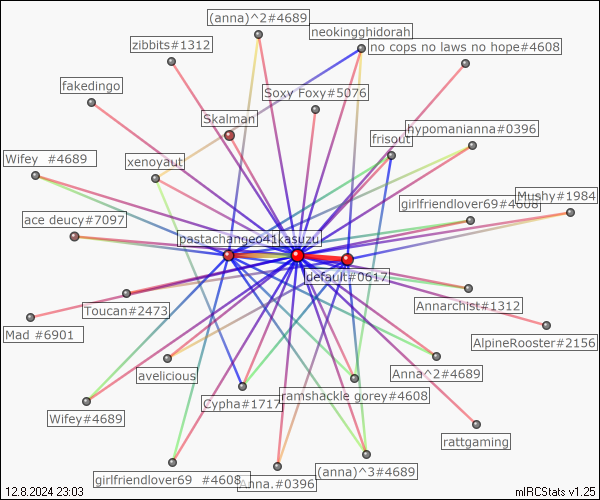 (anna)^2#4689
neokingghidorah
zibbits#1312
no cops no laws no hope#4608
fakedingo
Soxy Foxy#5076
Skalman
hypomanianna#0396
frisout
Wifey  #4689
xenoyaut
Mushy#1984
girlfriendlover69#4608
ace deucy#7097
pastachangeo41
kasuzu
default#0617
Toucan#2473
Annarchist#1312
Mad #6901
AlpineRooster#2156
avelicious
Anna^2#4689
ramshackle gorey#4608
Cypha#1717
Wifey#4689
rattgaming
(anna)^3#4689
girlfriendlover69  #4608
Anna.#0396
12.8.2024 23:03
mIRCStats v1.25